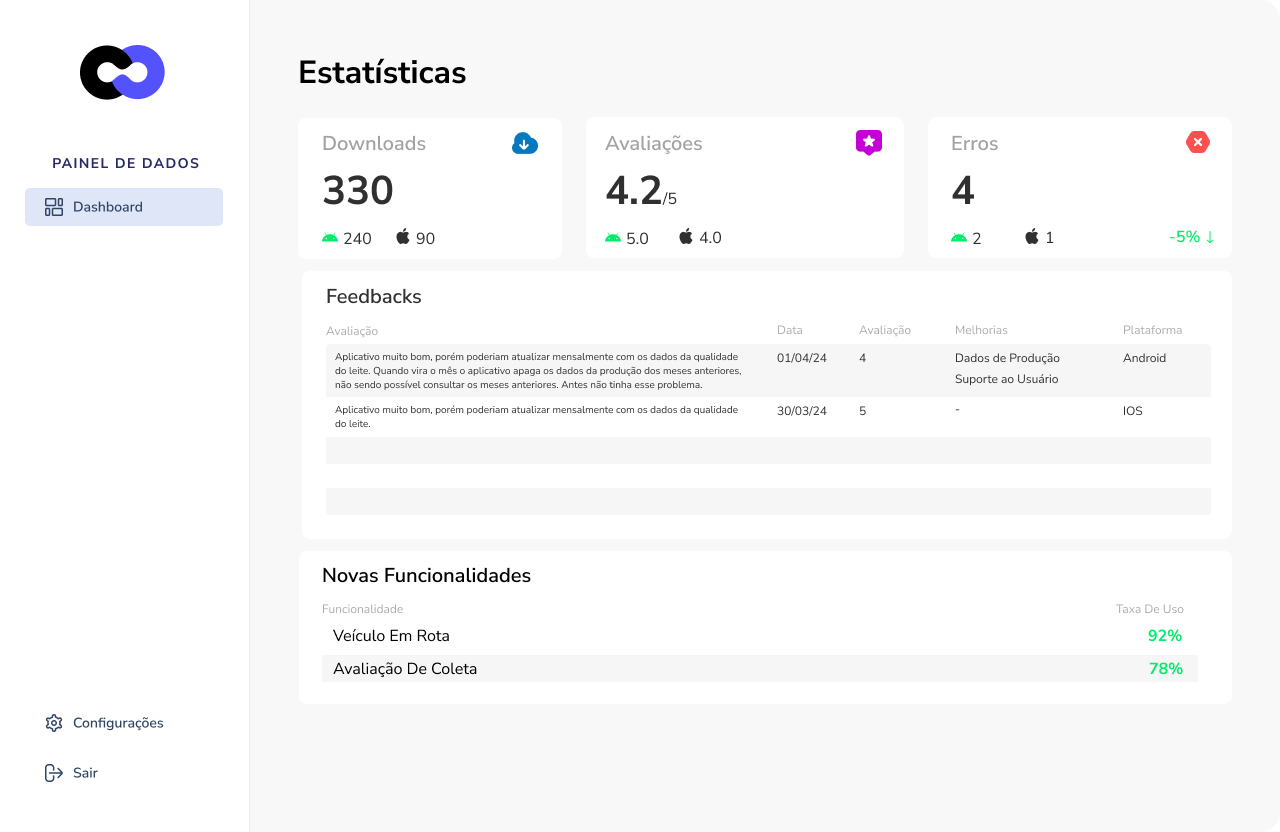 PAINEL DE DADOS
Dashboard
Configurações
Sair
Estatísticas
Downloads
330
240 90
Avaliações
4.2/5
5.0 4.0
Erros
4
2 1 -5% ↓
Feedbacks
Avaliação Data Avaliação Melhorias Plataforma
Aplicativo muito bom, porém poderiam atualizar mensalmente com os dados da qualidade
do leite. Quando vira o mês o aplicativo apaga os dados da produção dos meses anteriores,
não sendo possível consultar os meses anteriores. Antes não tinha esse problema.
01/04/24 4 Dados de Produção Android
Suporte ao Usuário
Aplicativo muito bom, porém poderiam atualizar mensalmente com os dados da qualidade
do leite.
30/03/24 5 - IOS
Novas Funcionalidades
Funcionalidade Taxa De Uso
Veículo Em Rota 92%
Avaliação De Coleta 78%